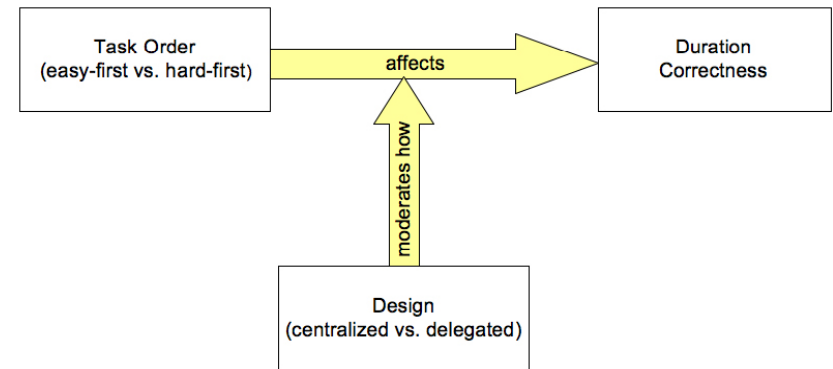 Task Order
(easy-first vs. hard-first)
affects
Duration
Correctness
moderates how
Design
(centralized vs. delegated)